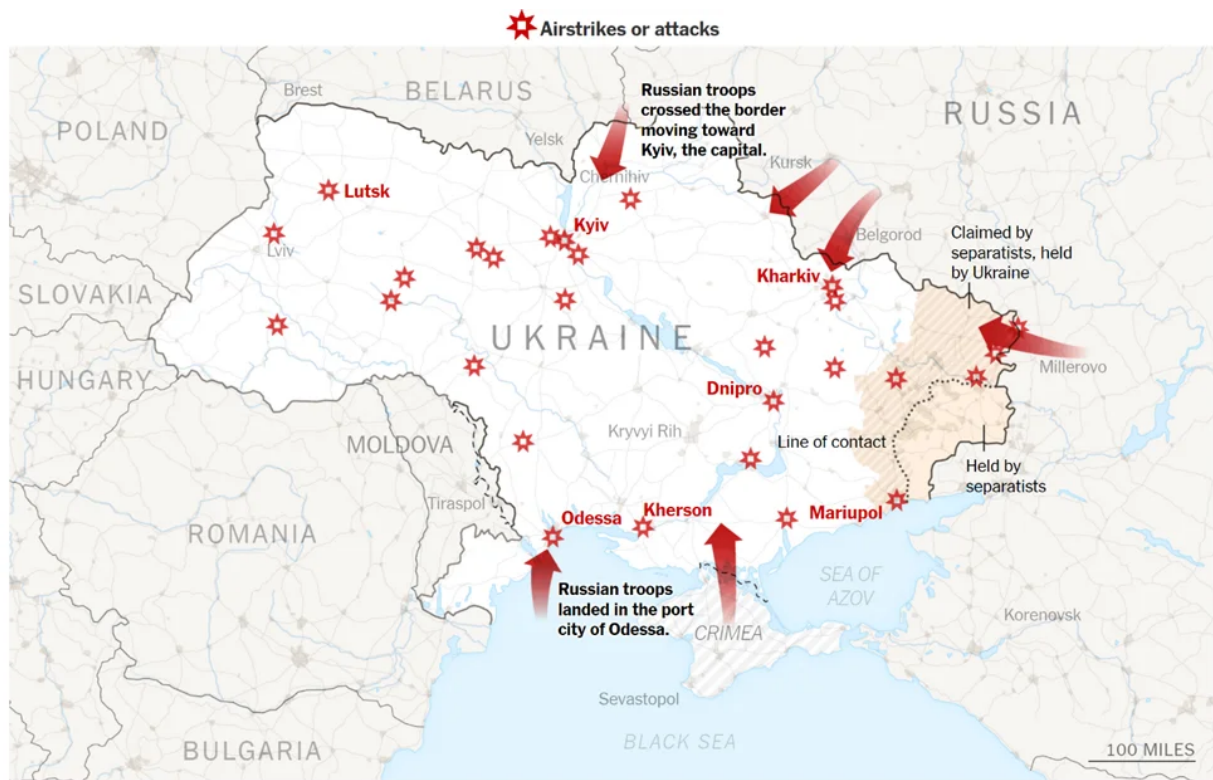 Airstrikes or attacks
Brest
BELARUS
Russian troops
crossed the border
moving toward
Kyiv, the capital.
RUSSIA
POLAND
Yelsk
Kursk
Chernihiv
Lutsk
Kyiv
Belgorod
Claimed by
separatists, held
by Ukraine
Lviv
Kharkiv
SLOVAKIA
UKRAINE
Millerovo
HUNGARY
Dnipro
Kryvyi Rih
Line of contact
MOLDOVA
Held by
separatists
Tiraspol
Odessa
Kherson
Mariupol
ROMANIA
Russian troops
landed in the port
city of Odessa.
SEA OF
AZOV
Korenovsk
CRIMEA
Sevastopol
BLACK SEA
BULGARIA
100 MILES